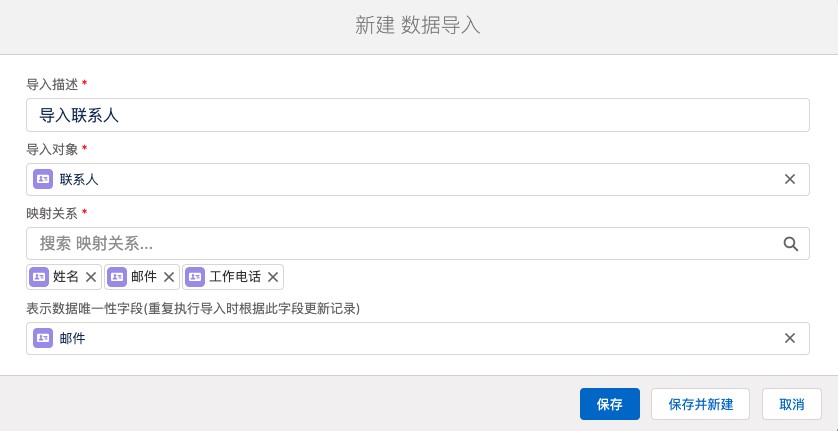 新建 数据导入
导入描述 *
导入联系人
导入对象 *
联系人
映射关系 *
搜索 映射关系...
姓名 邮件 工作电话
表示数据唯一性字段(重复执行导入时根据此字段更新记录)
邮件
保存 保存并新建 取消